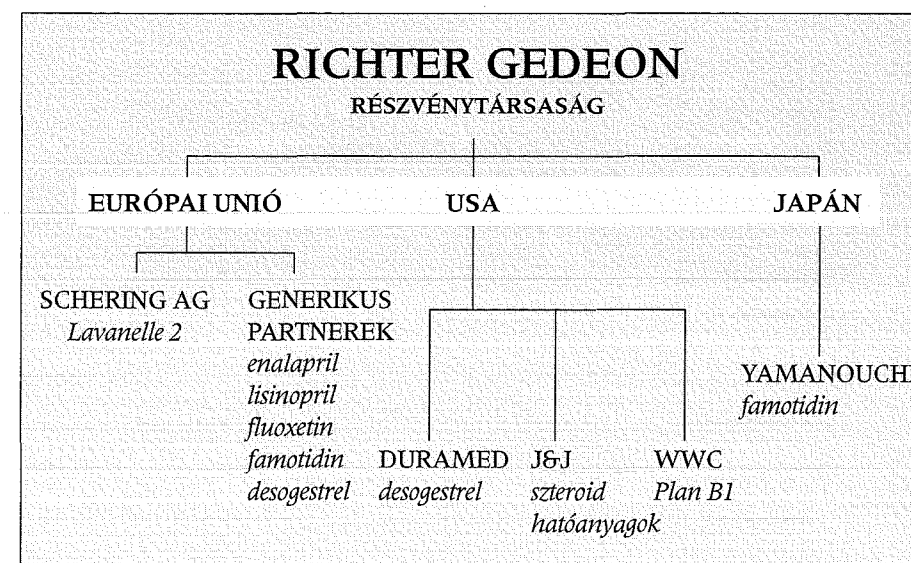 RICHTER GEDEON
RÉSZVÉNYTÁRSASÁG
EURÓPAI UNIÓ
USA
JAPÁN
SCHERING AG
Lavanelle 2
GENERIKUS
PARTNEREK
enalapril
lisinopril
fluoxetin
famotidin
desogestrel
DURAMED
desogestrel
J&J
szteroid
hatóanyagok
WWC
Plan B1
YAMANOUCHI
famotidin